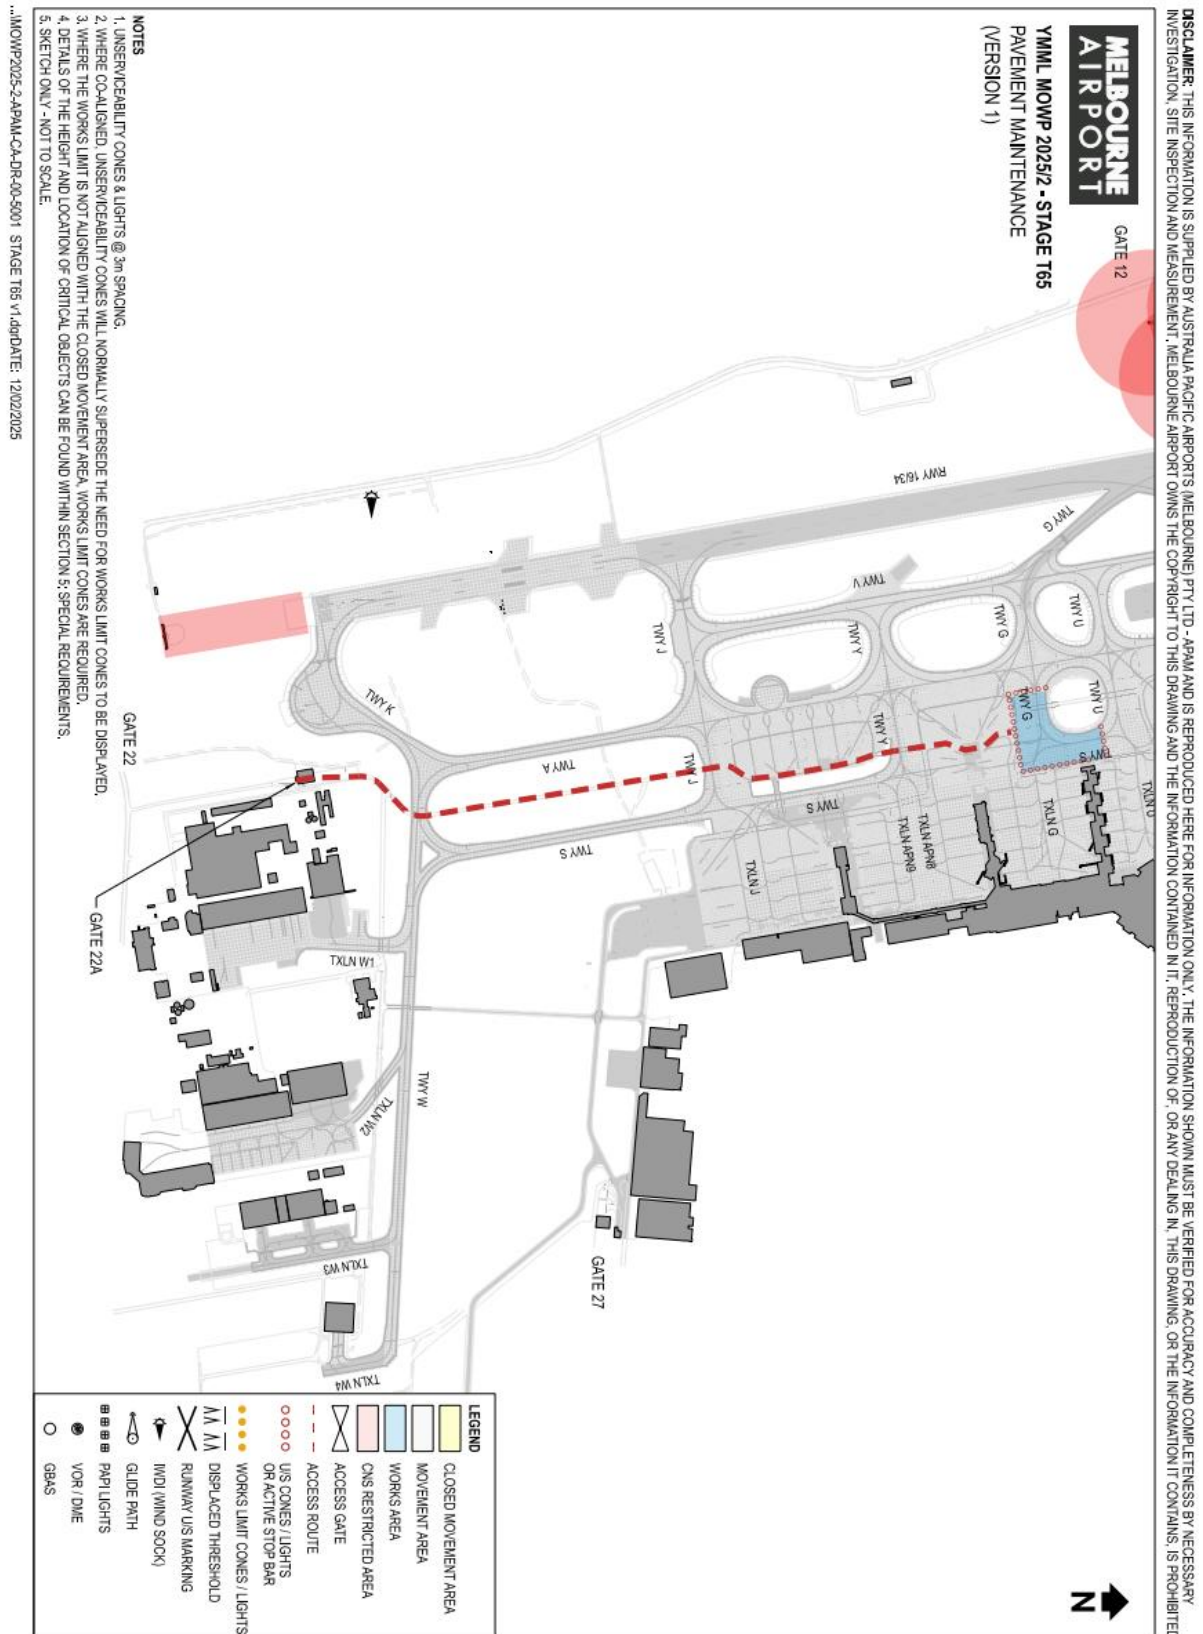 DISCLAIMER: THIS INFORMATION IS SUPPLIED BY AUSTRALIA PACIFIC AIRPORTS (MELBOURNE) PTY LTD - APAM AND IS REPRODUCED HERE FOR INFORMATION ONLY. THE INFORMATION SHOWN MUST BE VERIFIED FOR ACCURACY AND COMPLETENESS BY NECESSARY
INVESTIGATION, SITE INSPECTION AND MEASUREMENT. MELBOURNE AIRPORT OWNS THE COPYRIGHT TO THIS DRAWING AND THE INFORMATION CONTAINED IN IT. REPRODUCTION OF, OR ANY DEALING IN, THIS DRAWING, OR THE INFORMATION IT CONTAINS, IS PROHIBITED
MELBOURNE
AIRPORT
YMML MOWP 2025/2 - STAGE T65
PAVEMENT MAINTENANCE
(VERSION 1)
GATE 12
RWY 16/34
TWY G
TWY V
TWY U
TWY G
TWY Y
TWY J
TWY K
TWY U
TWY G
TWY S
TXLN U
TWY Y
TWY J
TWY A
TWY S
TWY S
TXLN G
TXLN APN8
TXLN APN9
TXLN J
GATE 22
GATE 22A
TXLN W1
TWY W
TXLN W2
TXLN W3
TXLN W4
GATE 27
N
NOTES
1. UNSERVICEABILITY CONES & LIGHTS @ 3m SPACING.
2. WHERE CO-ALIGNED, UNSERVICEABILITY CONES WILL NORMALLY SUPERSEDE THE NEED FOR WORKS LIMIT CONES TO BE DISPLAYED.
3. WHERE THE WORKS LIMIT IS NOT ALIGNED WITH THE CLOSED MOVEMENT AREA, WORKS LIMIT CONES ARE REQUIRED.
4. DETAILS OF THE HEIGHT AND LOCATION OF CRITICAL OBJECTS CAN BE FOUND WITHIN SECTION 5; SPECIAL REQUIREMENTS.
5. SKETCH ONLY - NOT TO SCALE.
LEGEND
CLOSED MOVEMENT AREA
MOVEMENT AREA
WORKS AREA
CNS RESTRICTED AREA
ACCESS GATE
ACCESS ROUTE
U/S CONES / LIGHTS
OR ACTIVE STOP BAR
WORKS LIMIT CONES / LIGHTS
DISPLACED THRESHOLD
RUNWAY U/S MARKING
IWDI (WIND SOCK)
GLIDE PATH
PAPI LIGHTS
VOR / DME
GBAS
...\MOWP2025-2-APAM-CA-DR-00-5001 STAGE T65 v1.dgnDATE: 12/02/2025